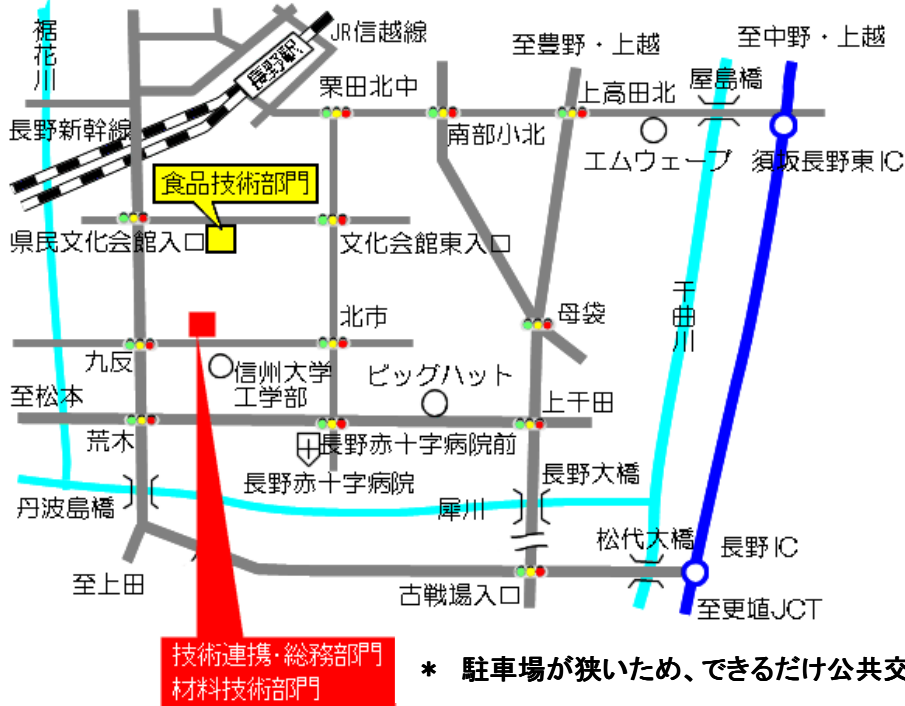 裾花川
JR信越線
長野駅
至豊野・上越
至中野・上越
栗田北中
上高田北
屋島橋
長野新幹線
南部小北
エムウェーブ
須坂長野東IC
食品技術部門
県民文化会館入口
文化会館東入口
千曲川
北市
母袋
九反
信州大学
工学部
ビッグハット
至松本
上千田
荒木
長野赤十字病院前
長野赤十字病院
長野大橋
丹波島橋
犀川
松代大橋
長野IC
至上田
古戦場入口
至更埴JCT
技術連携・総務部門
材料技術部門
* 駐車場が狭いため、できるだけ公共交